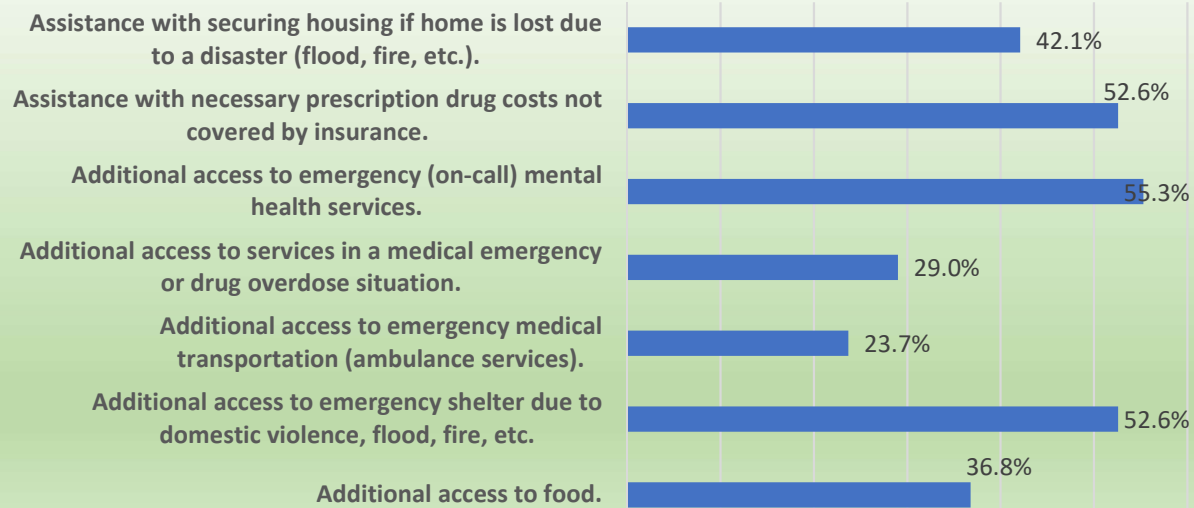 Assistance with securing housing if home is lost due
to a disaster (flood, fire, etc.).
42.1%
Assistance with necessary prescription drug costs not
covered by insurance.
52.6%
Additional access to emergency (on-call) mental
health services.
55.3%
Additional access to services in a medical emergency
or drug overdose situation.
29.0%
Additional access to emergency medical
transportation (ambulance services).
23.7%
Additional access to emergency shelter due to
domestic violence, flood, fire, etc.
52.6%
Additional access to food.
36.8%